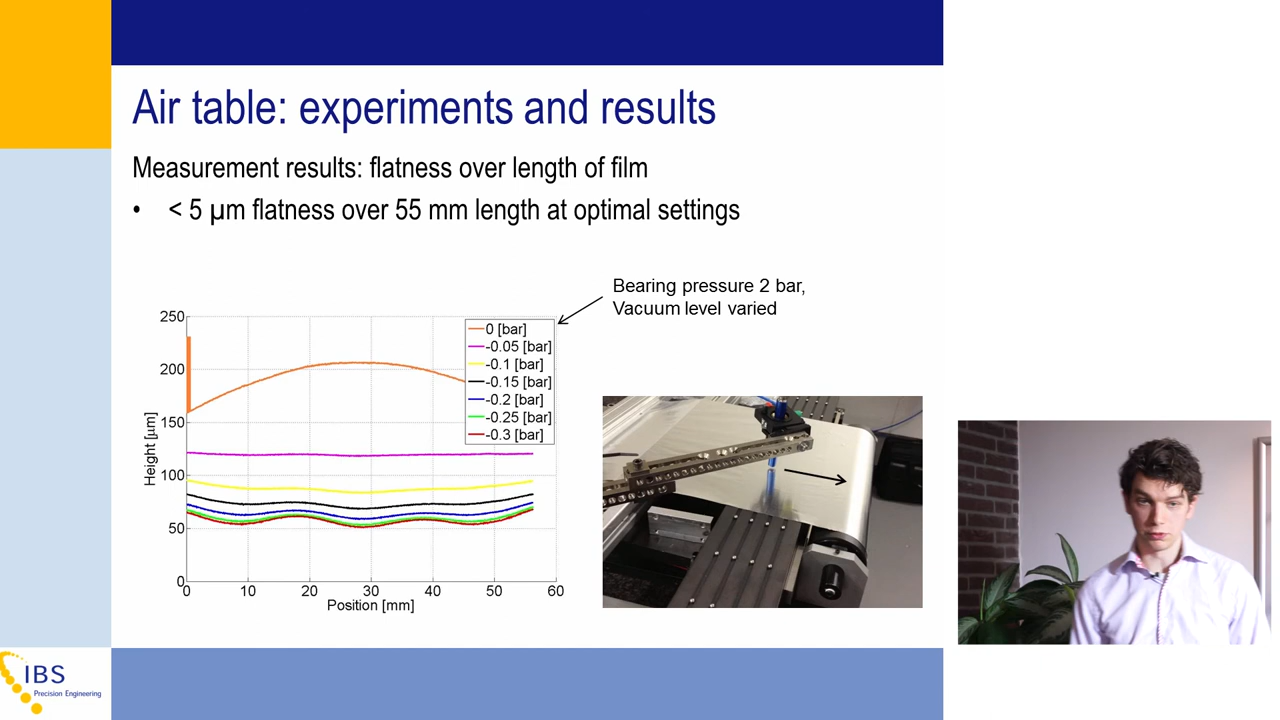 Air table: experiments and results
Measurement results: flatness over length of film
• < 5 µm flatness over 55 mm length at optimal settings
Bearing pressure 2 bar,
Vacuum level varied
250
200
150
100
50
0
Height [µm]
0 [bar]
-0.05 [bar]
-0.1 [bar]
-0.15 [bar]
-0.2 [bar]
-0.25 [bar]
-0.3 [bar]
0 10 20 30 40 50 60
Position [mm]
IBS
Precision Engineering